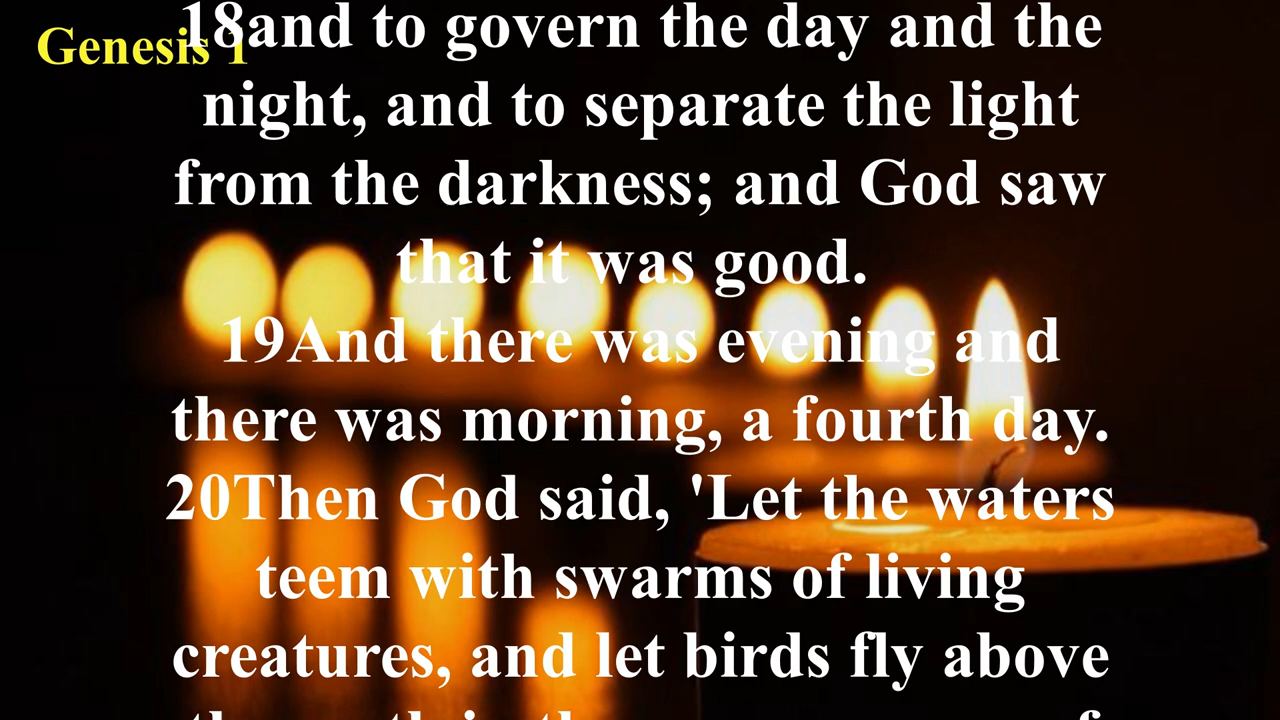 Genesis 1
18and to govern the day and the
night, and to separate the light
from the darkness; and God saw
that it was good.
19And there was evening and
there was morning, a fourth day.
20Then God said, 'Let the waters
teem with swarms of living
creatures, and let birds fly above